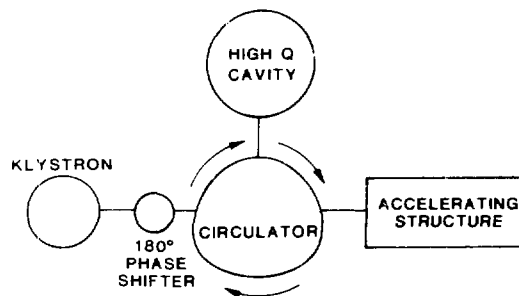 HIGH Q
CAVITY
KLYSTRON
180°
PHASE
SHIFTER
CIRCULATOR
ACCELERATING
STRUCTURE